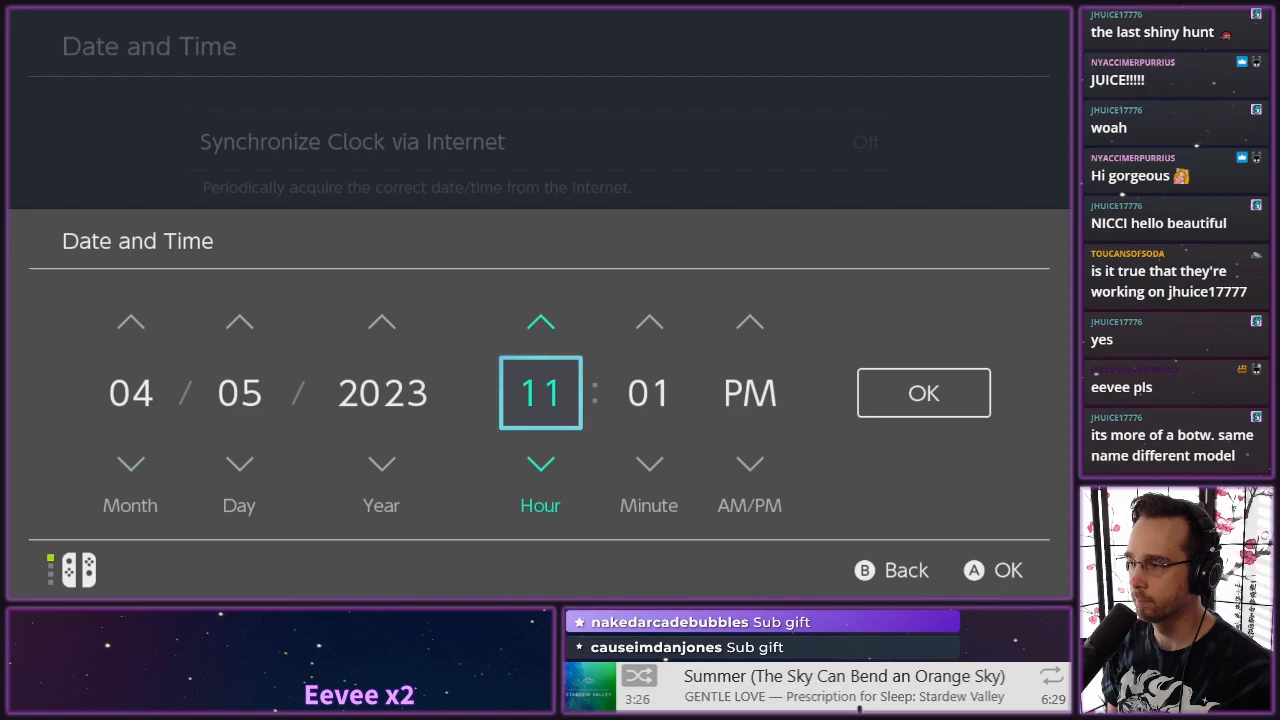 Date and Time
Synchronize Clock via Internet Off
Periodically acquire the correct date/time from the Internet.
Date and Time
04 / 05 / 2023 11 : 01 PM OK
Month Day Year Hour Minute AM/PM
B Back A OK
Eevee x2
nakedarcadebubbles Sub gift
causeimdanjones Sub gift
Summer (The Sky Can Bend an Orange Sky)
3:26 GENTLE LOVE — Prescription for Sleep: Stardew Valley 6:29
STARDEW VALLEY
JHUICE17776
the last shiny hunt
NYACCIMERPURRIUS
JUICE!!!!!
JHUICE17776
woah
NYACCIMERPURRIUS
Hi gorgeous
JHUICE17776
NICCI hello beautiful
TOUCANSOFSODA
is it true that they're
working on jhuice17777
JHUICE17776
yes
eevee pls
JHUICE17776
its more of a botw. same
name different model